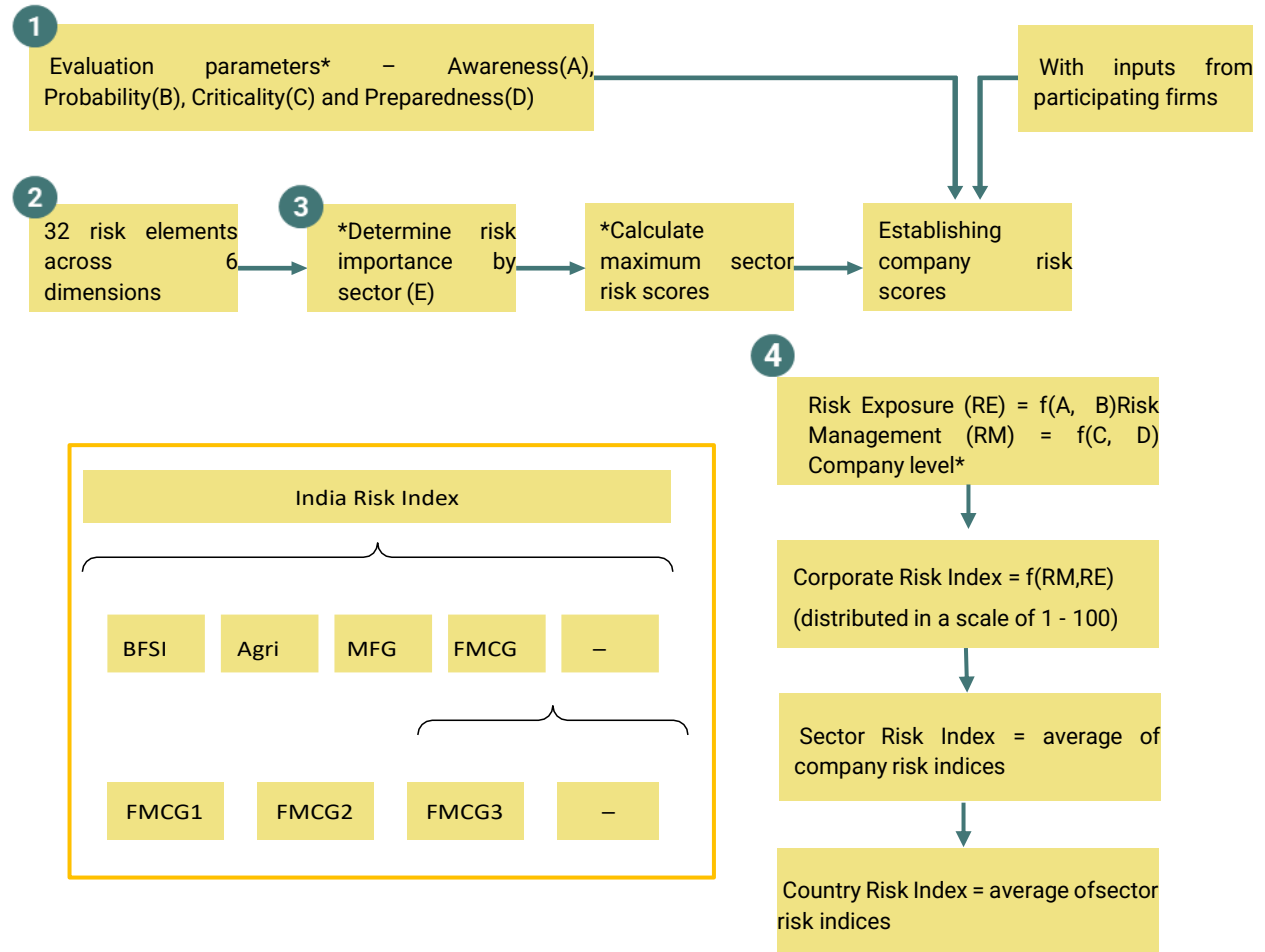 1
Evaluation parameters* – Awareness(A),
Probability(B), Criticality(C) and Preparedness(D)
With inputs from
participating firms
2
32 risk elements
across 6
dimensions
3
*Determine risk
importance by
sector (E)
*Calculate
maximum sector
risk scores
Establishing
company risk
scores
4
Risk Exposure (RE) = f(A, B)Risk
Management (RM) = f(C, D)
Company level*
Corporate Risk Index = f(RM,RE)
(distributed in a scale of 1 - 100)
Sector Risk Index = average of
company risk indices
Country Risk Index = average ofsector
risk indices
India Risk Index
BFSI Agri MFG FMCG –
FMCG1 FMCG2 FMCG3 –